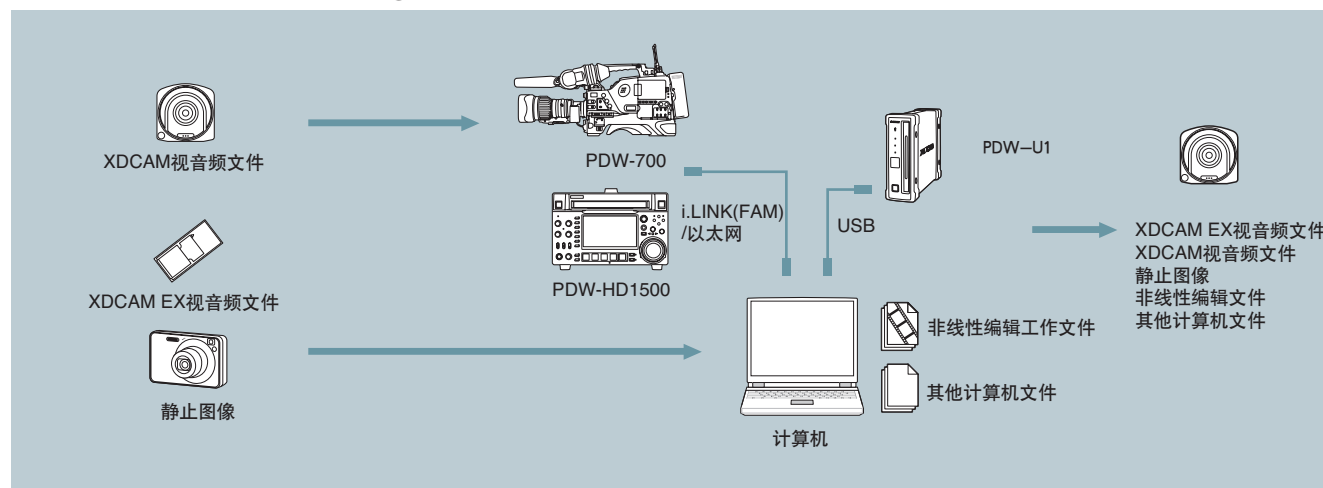 XDCAM视音频文件
XDCAM EX视音频文件
静止图像
PDW-700
PDW-HD1500
i.LINK(FAM)
/以太网
USB
PDW-U1
计算机
非线性编辑工作文件
其他计算机文件
XDCAM EX视音频文件
XDCAM视音频文件
静止图像
非线性编辑文件
其他计算机文件